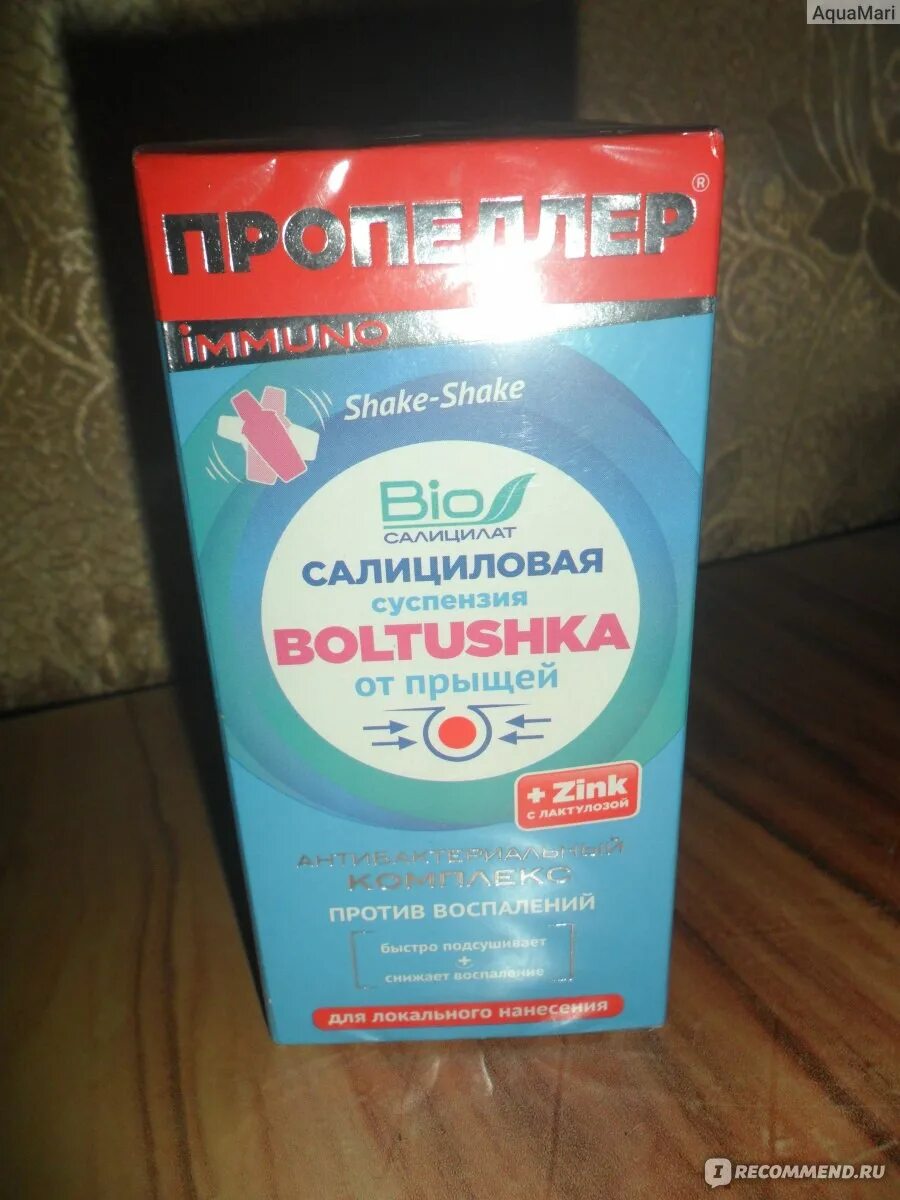 AquaMari
ПРОПЕЛЛЕР®
iMMUNO
Shake-Shake
Bio
САЛИЦИЛАТ
САЛИЦИЛОВАЯ
суспензия
BOLTUSHKA
от прыщей
+ Zink
С ЛАКТУЛОЗОЙ
АНТИБАКТЕРИАЛЬНЫЙ
КОМПЛЕКС
ПРОТИВ ВОСПАЛЕНИЙ
быстро подсушивает
+
снижает воспаление
для локального нанесения
IRECOMMEND.RU